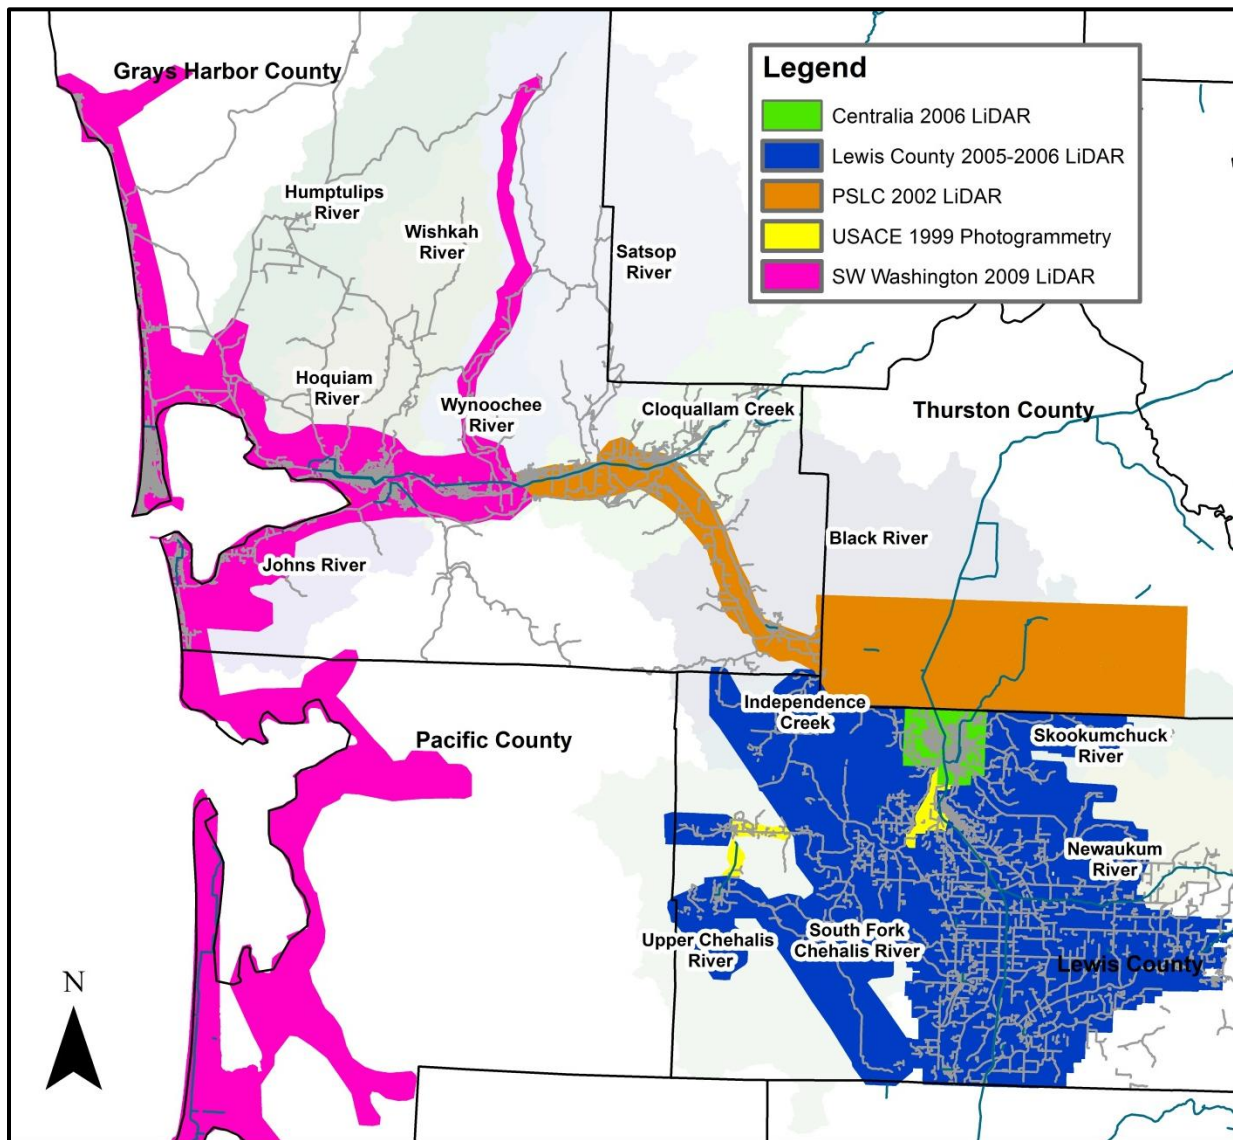 Grays Harbor County
Legend
Centralia 2006 LiDAR
Lewis County 2005-2006 LiDAR
PSLC 2002 LiDAR
USACE 1999 Photogrammetry
SW Washington 2009 LiDAR
Humptulips
River
Wishkah
River
Satsop
River
Hoquiam
River
Wynoochee
River
Cloquallam Creek
Thurston County
Black River
Johns River
Independence
Creek
Skookumchuck
River
Pacific County
Newaukum
River
Upper Chehalis
River
South Fork
Chehalis River
Lewis County
N